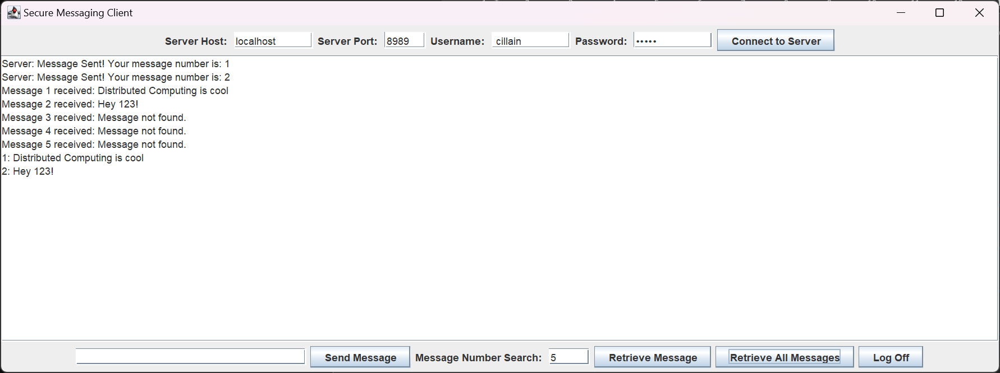 Secure Messaging Client
Server Host: localhost Server Port: 8989 Username: cillain Password: ••••• Connect to Server
Server: Message Sent! Your message number is: 1
Server: Message Sent! Your message number is: 2
Message 1 received: Distributed Computing is cool
Message 2 received: Hey 123!
Message 3 received: Message not found.
Message 4 received: Message not found.
Message 5 received: Message not found.
1: Distributed Computing is cool
2: Hey 123!
Send Message Message Number Search: 5 Retrieve Message Retrieve All Messages Log Off